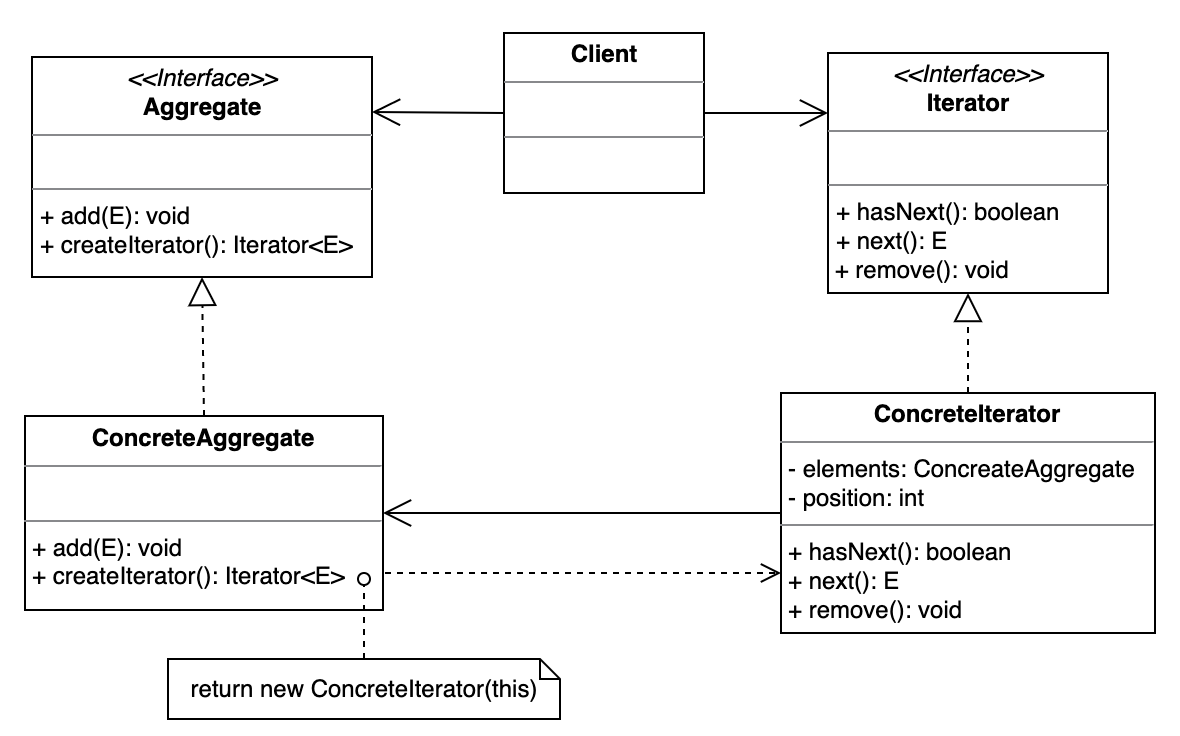 <<Interface>>
Aggregate
+ add(E): void
+ createIterator(): Iterator<E>
Client
<<Interface>>
Iterator
+ hasNext(): boolean
+ next(): E
+ remove(): void
ConcreteAggregate
+ add(E): void
+ createIterator(): Iterator<E>
ConcreteIterator
- elements: ConcreateAggregate
- position: int
+ hasNext(): boolean
+ next(): E
+ remove(): void
return new ConcreteIterator(this)